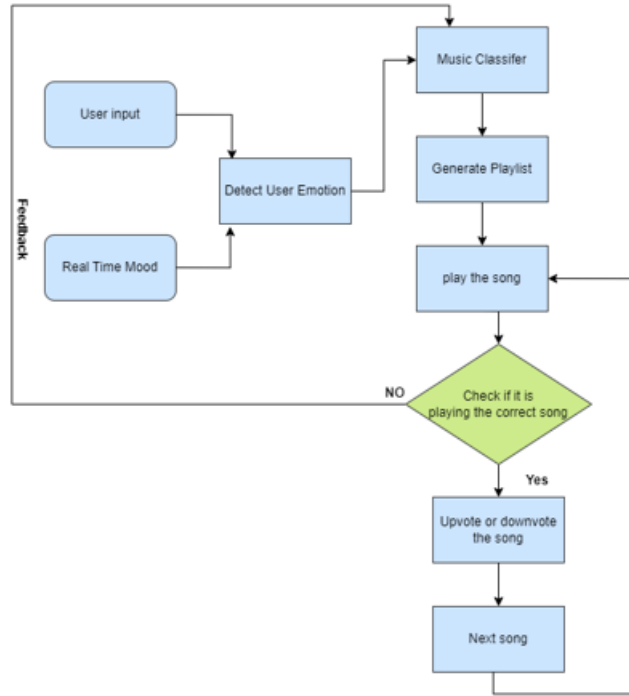 Music Classifer
User input
Generate Playlist
Detect User Emotion
Feedback
Real Time Mood
play the song
NO
Check if it is
playing the correct song
Yes
Upvote or downvote
the song
Next song